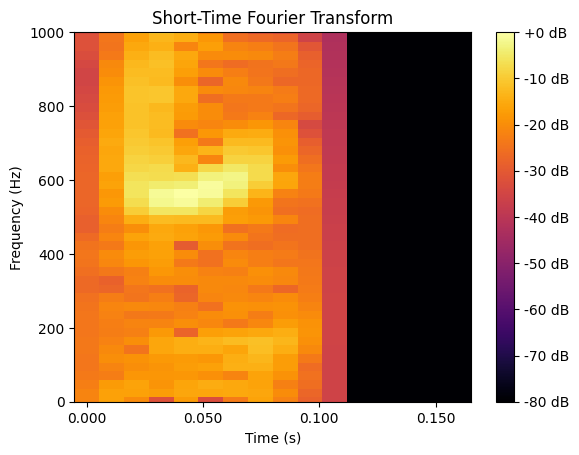 Short-Time Fourier Transform
1000
800
600
400
200
0
Frequency (Hz)
0.000
0.050
0.100
0.150
Time (s)
+0 dB
-10 dB
-20 dB
-30 dB
-40 dB
-50 dB
-60 dB
-70 dB
-80 dB